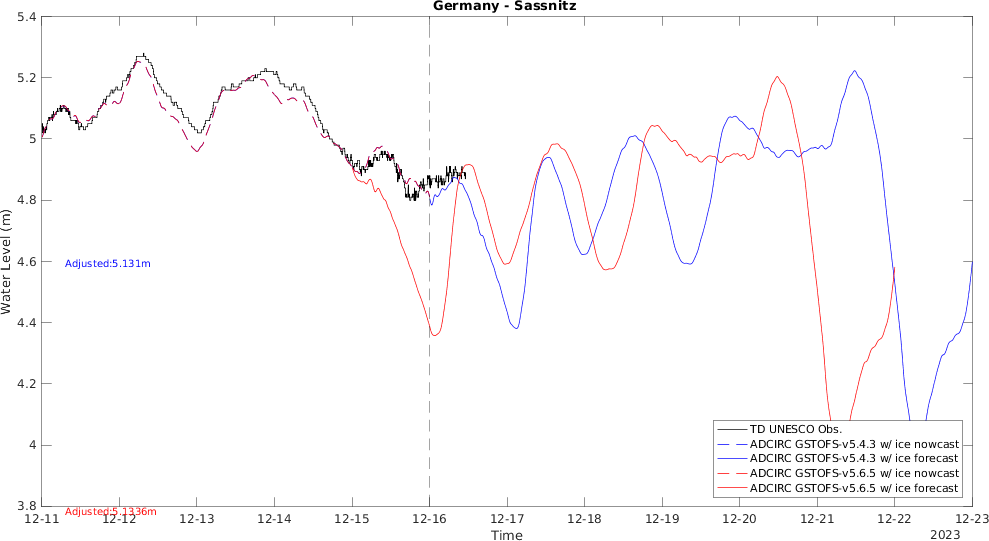 Germany - Sassnitz
5.4
5.2
5
4.8
4.6
4.4
4.2
4
3.8
Water Level (m)
Adjusted:5.131m
Adjusted:5.1336m
TD UNESCO Obs.
ADCIRC GSTOFS-v5.4.3 w/ ice nowcast
ADCIRC GSTOFS-v5.4.3 w/ ice forecast
ADCIRC GSTOFS-v5.6.5 w/ ice nowcast
ADCIRC GSTOFS-v5.6.5 w/ ice forecast
12-11 12-12 12-13 12-14 12-15 12-16 12-17 12-18 12-19 12-20 12-21 12-22 12-23
Time
2023